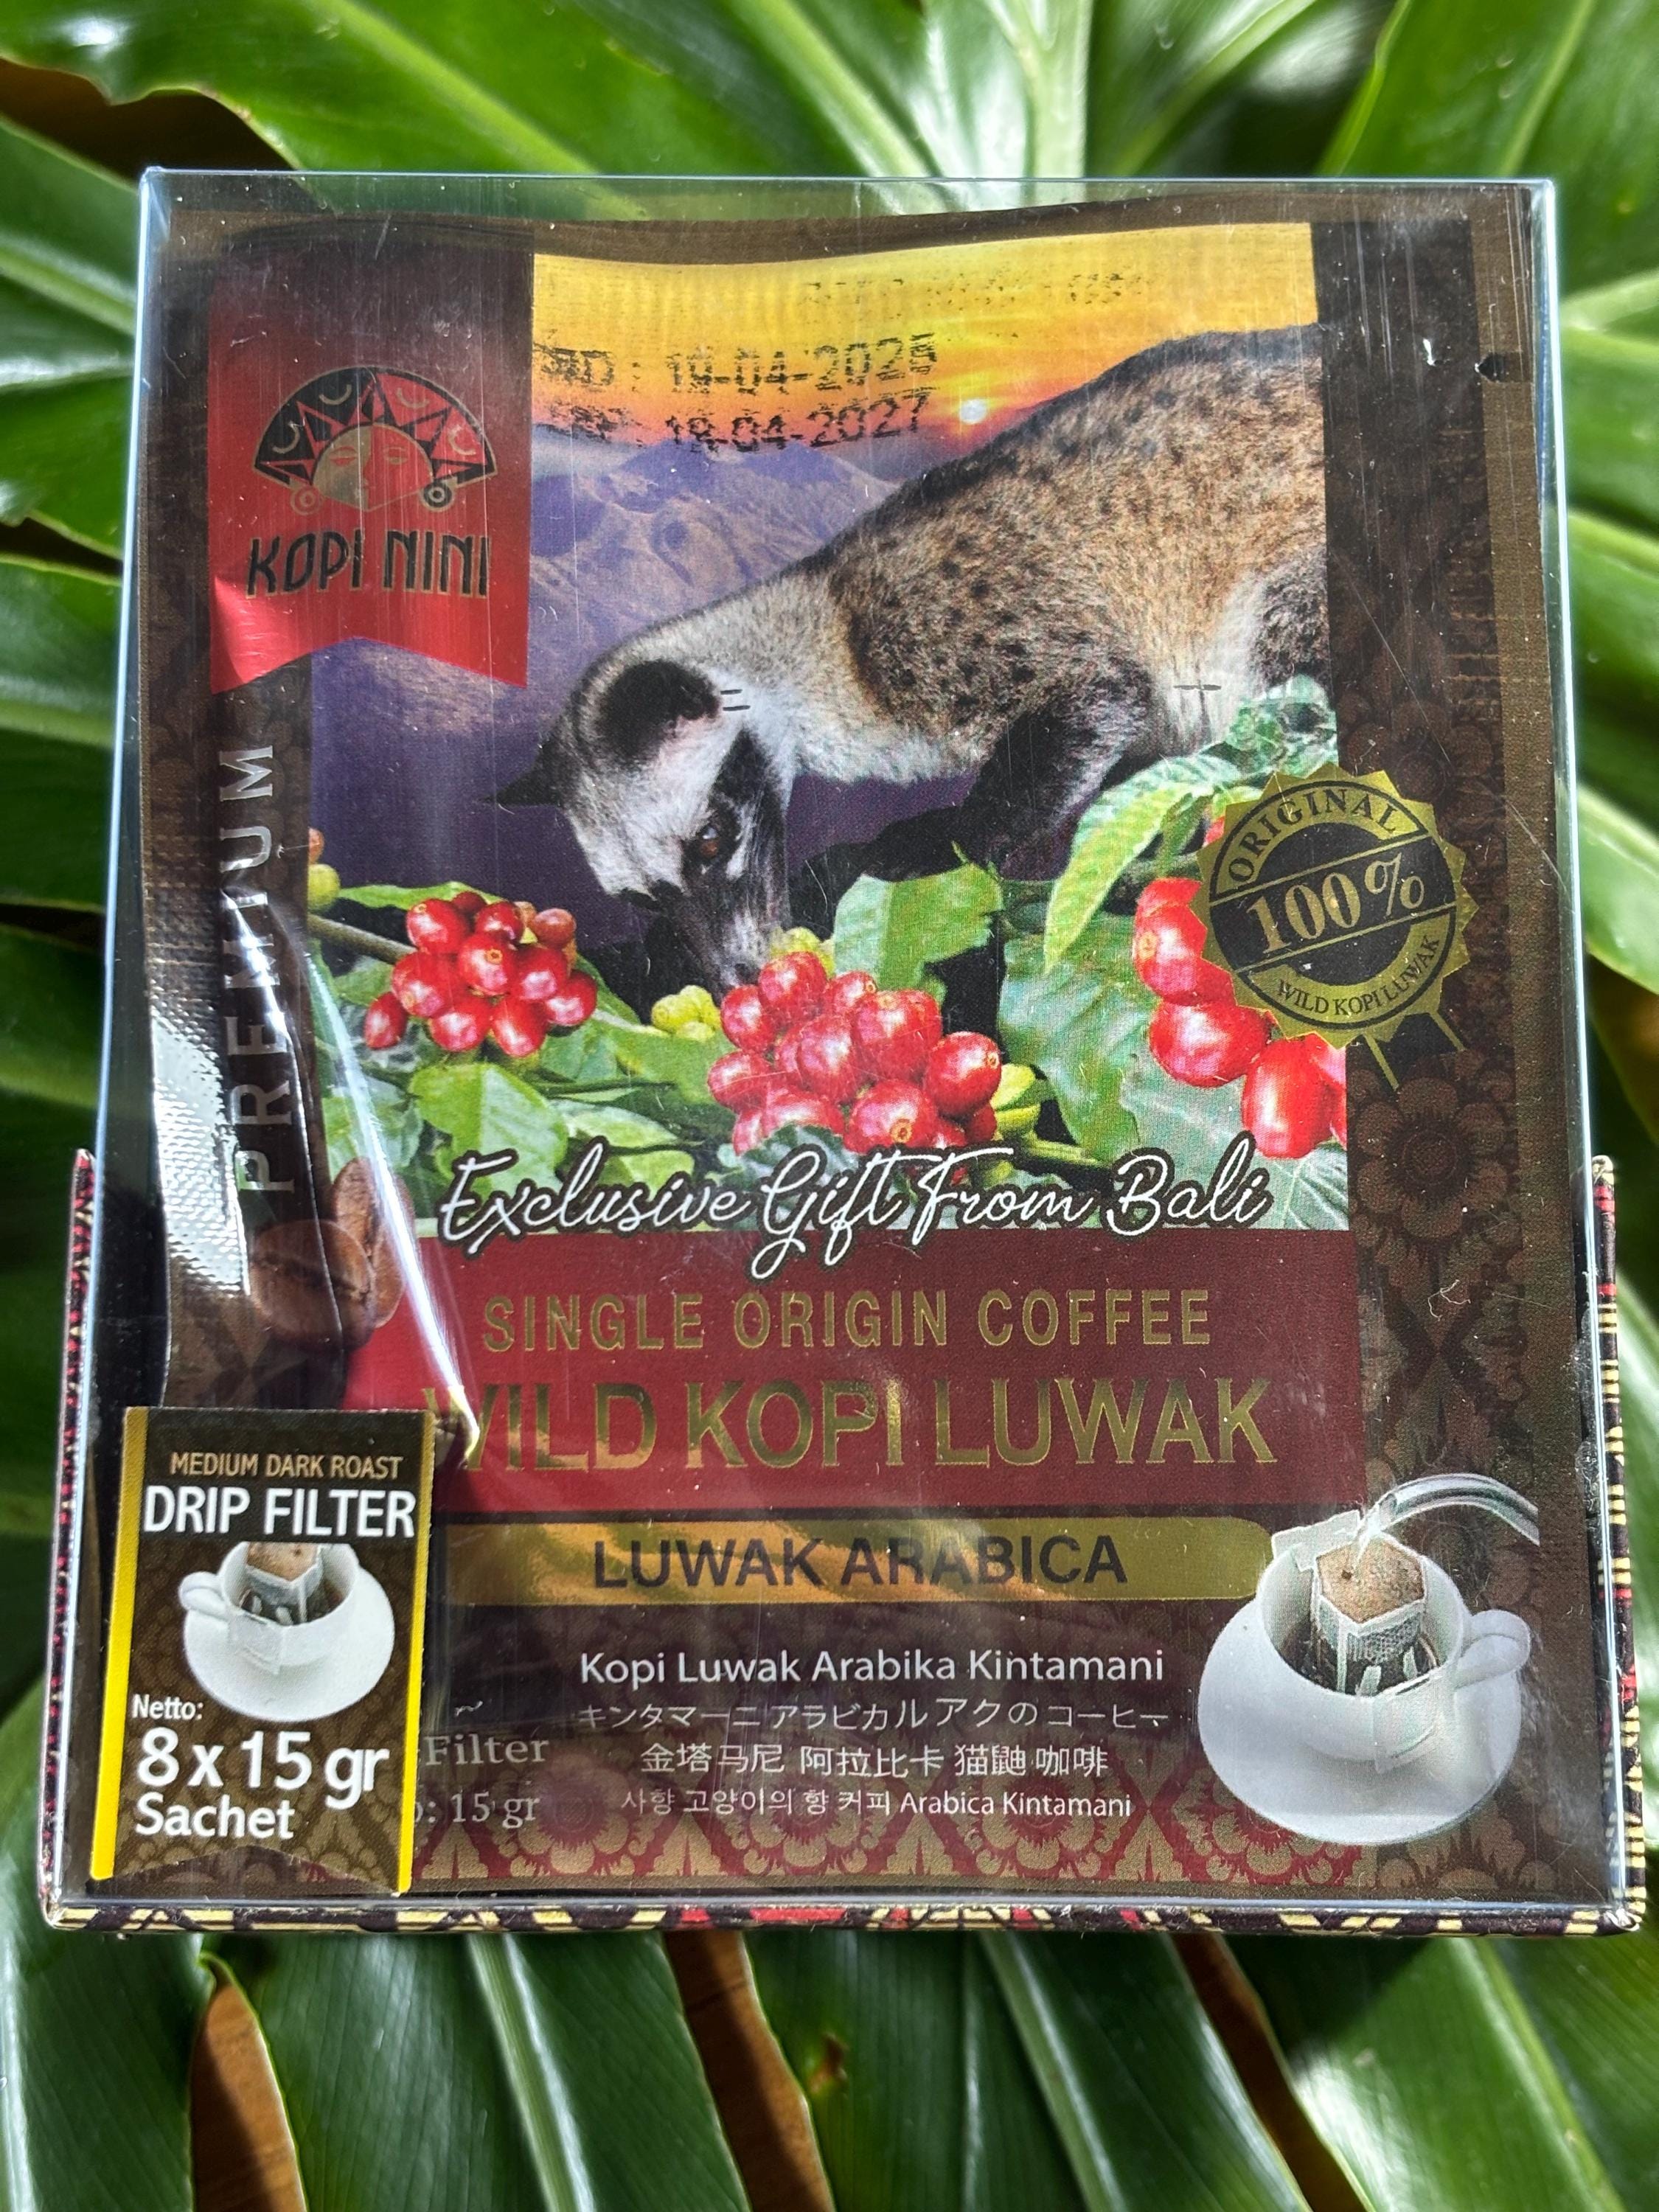 19-04-202
19-04-2027
KOPI NINI
PREMIUM
ORIGINAL
100%
WILD KOPI LUWAK
Exclusive Gift From Bali
SINGLE ORIGIN COFFEE
WILD KOPI LUWAK
LUWAK ARABICA
MEDIUM DARK ROAST
DRIP FILTER
Netto:
8 x 15 gr
Sachet
Filter
: 15 gr
Kopi Luwak Arabika Kintamani
キンタマーニ アラビカルアクのコーヒー
金塔马尼 阿拉比卡 猫鼬 咖啡
사향 고양이의 향 커피 Arabica Kintamani